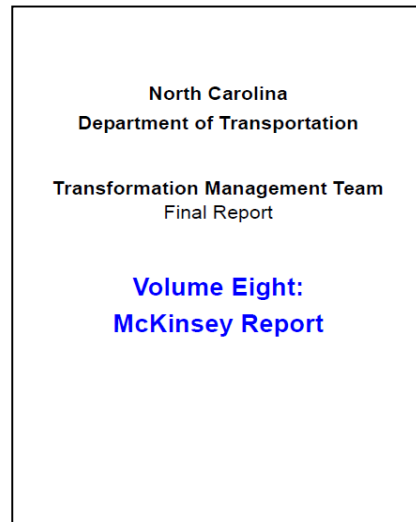 North Carolina
Department of Transportation
Transformation Management Team
Final Report
Volume Eight:
McKinsey Report